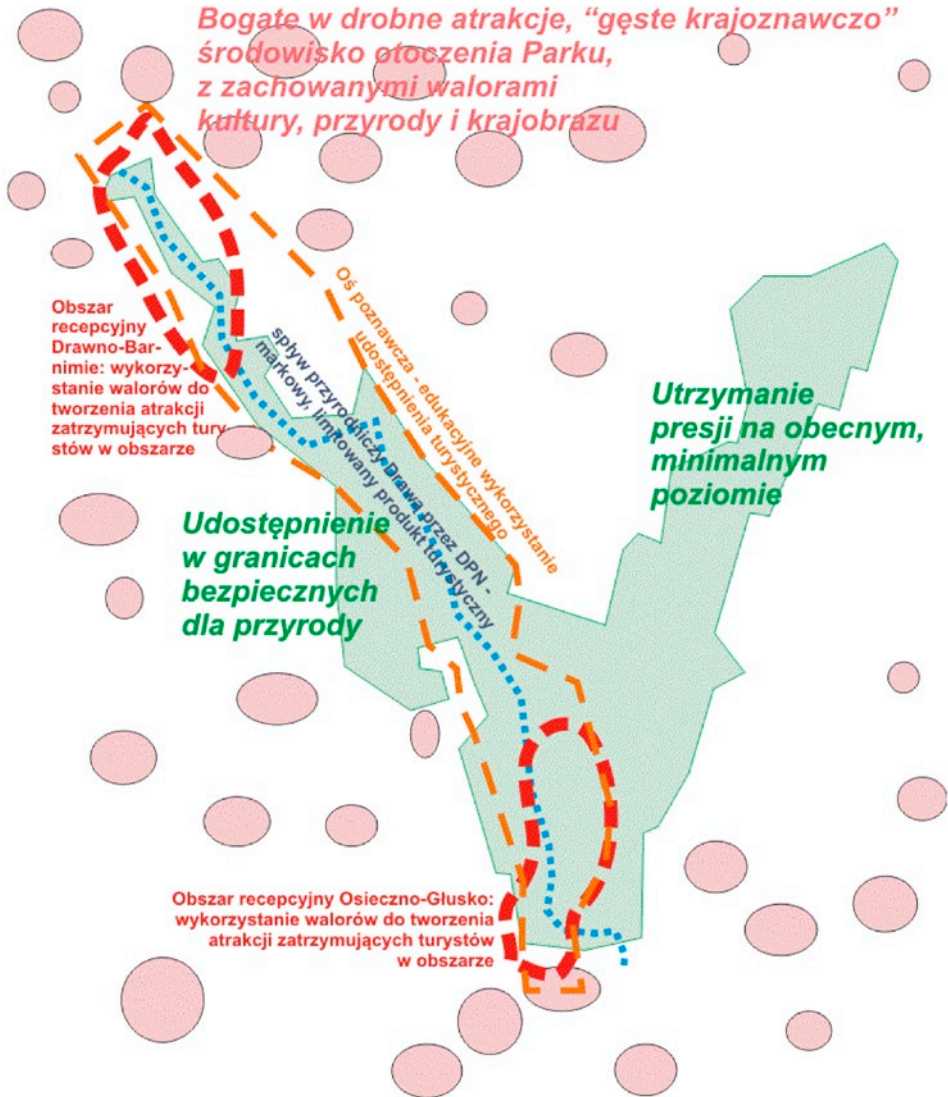 Bogate w drobne atrakcje, “gęste krajoznawczo”
środowisko otoczenia Parku,
z zachowanymi walorami
kultury, przyrody i krajobrazu
Obszar
recepcyjny
Drawno-Bar-
nimie: wykorzy-
stanie walorów do
tworzenia atrakcji
zatrzymujących tury
stów w obszarze
spływ przyrodniczy Drawą przez DPN -
markowy, limitowany produkt turystyczny
Oś poznawcza - edukacyjne wykorzystanie
udostępnienia turystycznego
Utrzymanie
presji na obecnym,
minimalnym
poziomie
Udostępnienie
w granicach
bezpiecznych
dla przyrody
Obszar recepcyjny Osieczno-Głusko:
wykorzystanie walorów do tworzenia
atrakcji zatrzymujących turystów
w obszarze